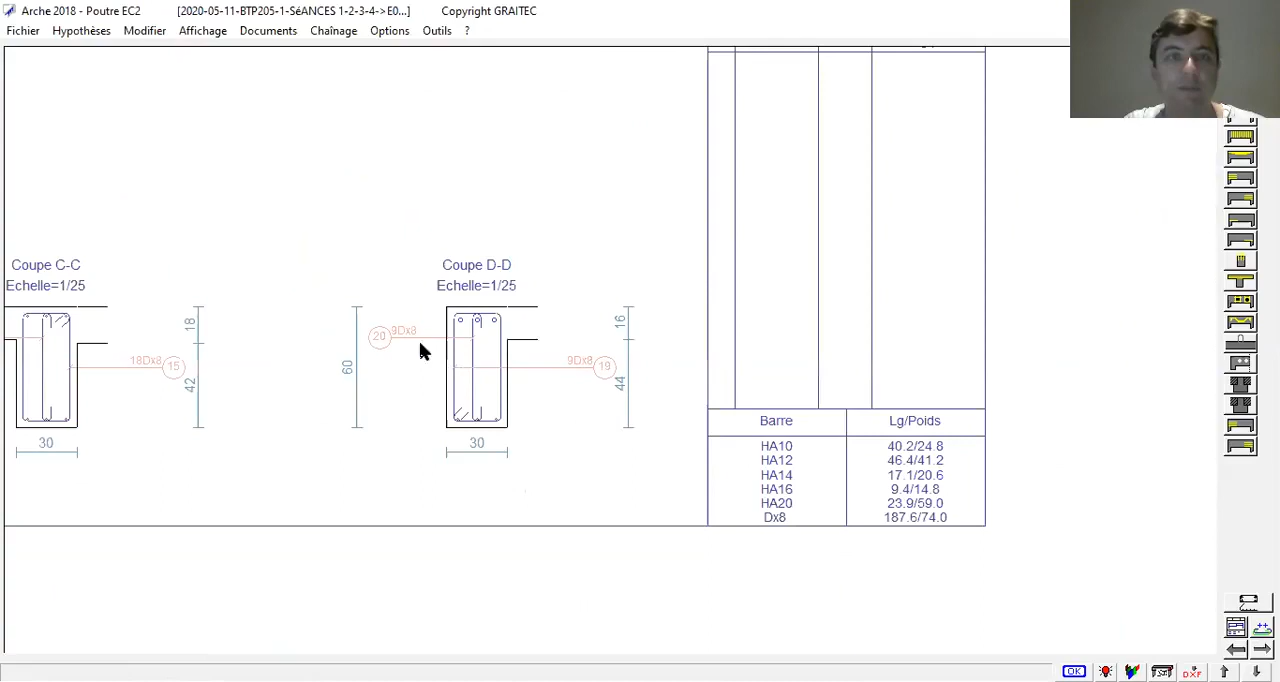 Arche 2018 - Poutre EC2 [2020-05-11-BTP205-1-SéANCES 1-2-3-4->E0...] Copyright GRAITEC
Fichier Hypothèses Modifier Affichage Documents Chaînage Options Outils ?
Coupe C-C
Echelle=1/25
18
18Dx8 15
42
30
Coupe D-D
Echelle=1/25
16
20 9Dx8
60
9Dx8 19
44
30
Barre Lg/Poids
HA10 40.2/24.8
HA12 46.4/41.2
HA14 17.1/20.6
HA16 9.4/14.8
HA20 23.9/59.0
Dx8 187.6/74.0
OK
DXF